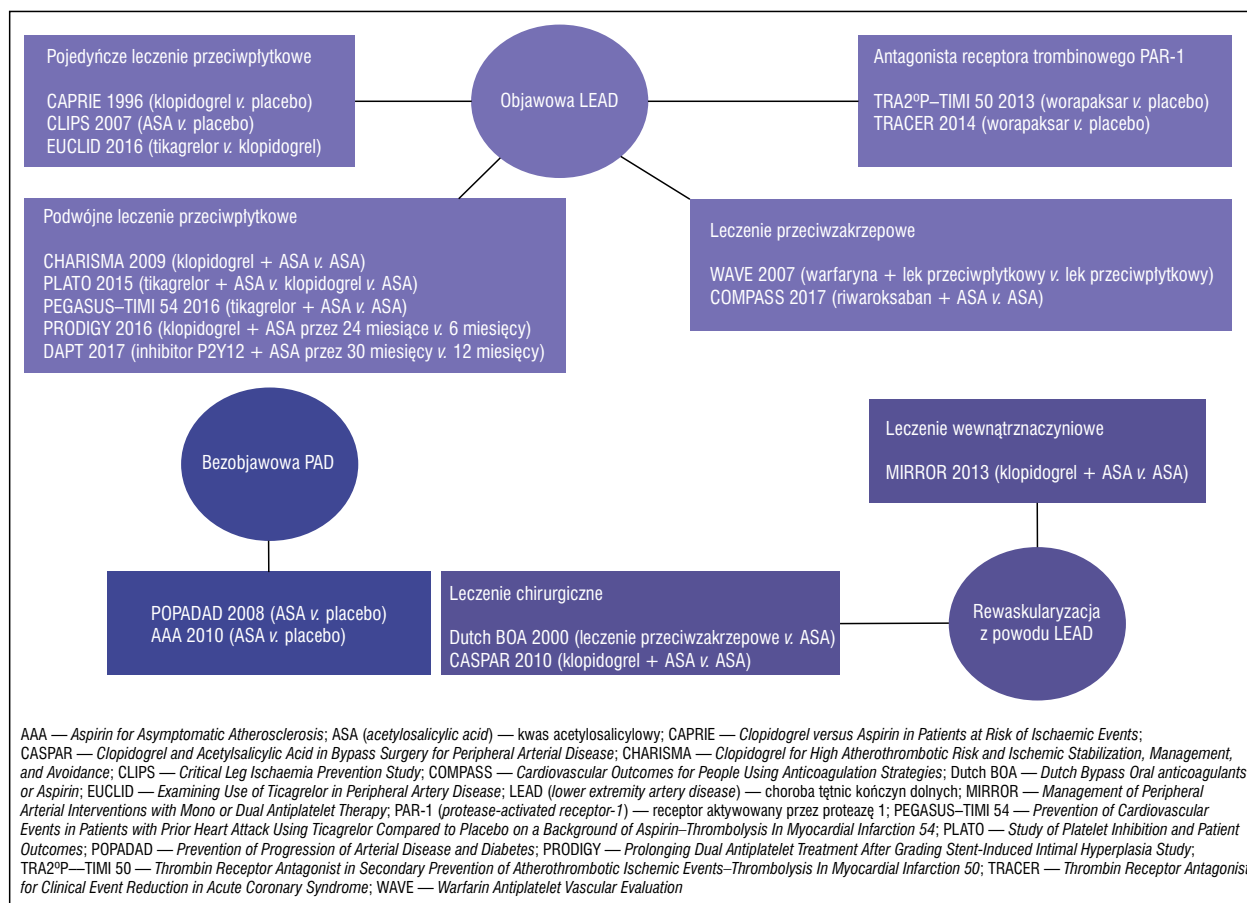 Pojedyńcze leczenie przeciwpłytkowe
CAPRIE 1996 (klopidogrel v. placebo)
CLIPS 2007 (ASA v. placebo)
EUCLID 2016 (tikagrelor v. klopidogrel)
Objawowa LEAD
Antagonista receptora trombinowego PAR-1
TRA2ºP–TIMI 50 2013 (worapaksar v. placebo)
TRACER 2014 (worapaksar v. placebo)
Podwójne leczenie przeciwpłytkowe
CHARISMA 2009 (klopidogrel + ASA v. ASA)
PLATO 2015 (tikagrelor + ASA v. klopidogrel v. ASA)
PEGASUS–TIMI 54 2016 (tikagrelor + ASA v. ASA)
PRODIGY 2016 (klopidogrel + ASA przez 24 miesiące v. 6 miesięcy)
DAPT 2017 (inhibitor P2Y12 + ASA przez 30 miesięcy v. 12 miesięcy)
Leczenie przeciwzakrzepowe
WAVE 2007 (warfaryna + lek przeciwpłytkowy v. lek przeciwpłytkowy)
COMPASS 2017 (riwaroksaban + ASA v. ASA)
Bezobjawowa PAD
POPADAD 2008 (ASA v. placebo)
AAA 2010 (ASA v. placebo)
Leczenie wewnątrznaczyniowe
MIRROR 2013 (klopidogrel + ASA v. ASA)
Leczenie chirurgiczne
Dutch BOA 2000 (leczenie przeciwzakrzepowe v. ASA)
CASPAR 2010 (klopidogrel + ASA v. ASA)
Rewaskularyzacja
z powodu LEAD
AAA — Aspirin for Asymptomatic Atherosclerosis; ASA (acetylosalicylic acid) — kwas acetylosalicylowy; CAPRIE — Clopidogrel versus Aspirin in Patients at Risk of Ischaemic Events;
CASPAR — Clopidogrel and Acetylsalicylic Acid in Bypass Surgery for Peripheral Arterial Disease; CHARISMA — Clopidogrel for High Atherothrombotic Risk and Ischemic Stabilization, Management,
and Avoidance; CLIPS — Critical Leg Ischaemia Prevention Study; COMPASS — Cardiovascular Outcomes for People Using Anticoagulation Strategies; Dutch BOA — Dutch Bypass Oral anticoagulants
or Aspirin; EUCLID — Examining Use of Ticagrelor in Peripheral Artery Disease; LEAD (lower extremity artery disease) — choroba tętnic kończyn dolnych; MIRROR — Management of Peripheral
Arterial Interventions with Mono or Dual Antiplatelet Therapy; PAR-1 (protease-activated receptor-1) — receptor aktywowany przez proteazę 1; PEGASUS–TIMI 54 — Prevention of Cardiovascular
Events in Patients with Prior Heart Attack Using Ticagrelor Compared to Placebo on a Background of Aspirin–Thrombolysis In Myocardial Infarction 54; PLATO — Study of Platelet Inhibition and Patient
Outcomes; POPADAD — Prevention of Progression of Arterial Disease and Diabetes; PRODIGY — Prolonging Dual Antiplatelet Treatment After Grading Stent-Induced Intimal Hyperplasia Study;
TRA2ºP-–TIMI 50 — Thrombin Receptor Antagonist in Secondary Prevention of Atherothrombotic Ischemic Events–Thrombolysis In Myocardial Infarction 50; TRACER — Thrombin Receptor Antagonist
for Clinical Event Reduction in Acute Coronary Syndrome; WAVE — Warfarin Antiplatelet Vascular Evaluation